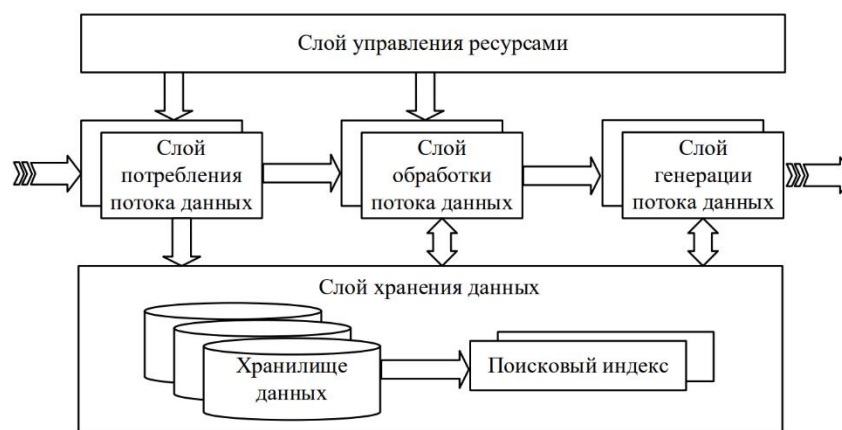 Слой управления ресурсами
Слой
потребления
потока данных
Слой
обработки
потока данных
Слой
генерации
потока данных
Слой хранения данных
Хранилище
данных
Поисковый индекс